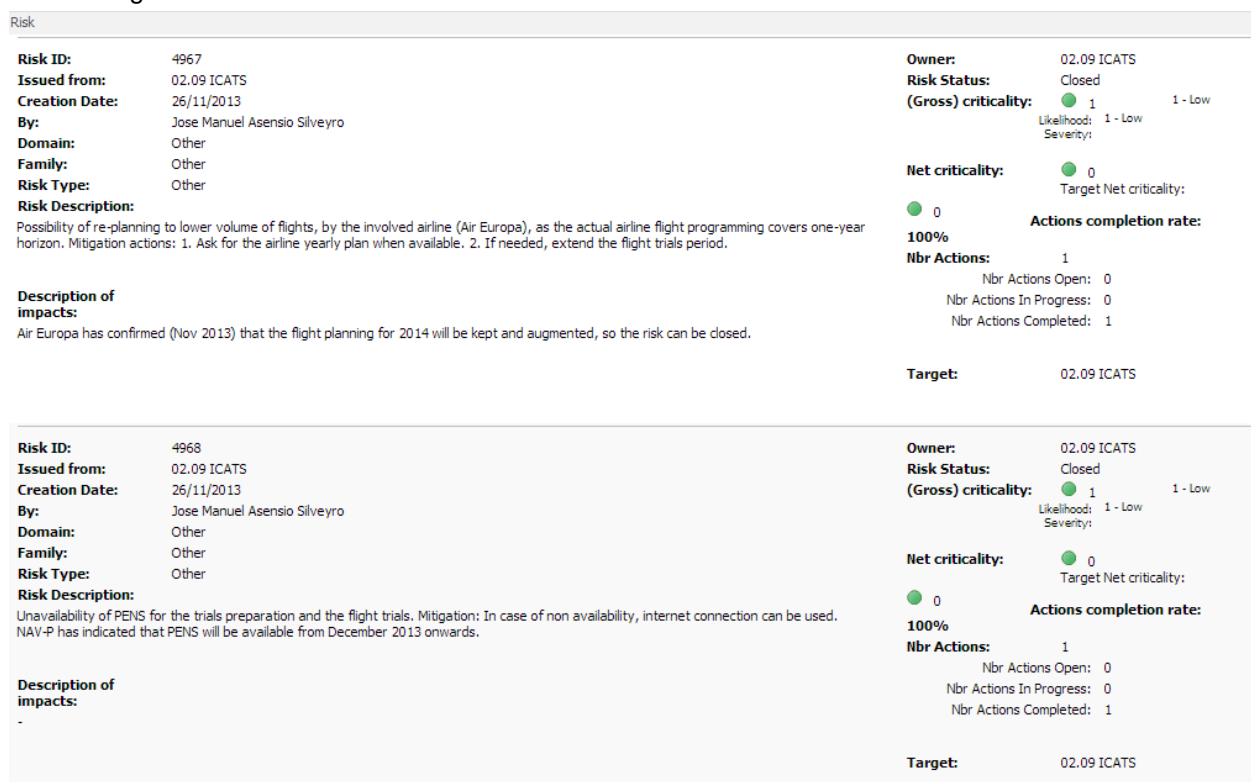 Risk
Risk ID: 4967 Owner: 02.09 ICATS
Issued from: 02.09 ICATS Risk Status: Closed
Creation Date: 26/11/2013 (Gross) criticality: 1 1 - Low
By: Jose Manuel Asensio Silveyro Likelihood: 1 - Low
Severity:
Domain: Other
Family: Other Net criticality: 0
Risk Type: Other Target Net criticality:
Risk Description: 0
Possibility of re-planning to lower volume of flights, by the involved airline (Air Europa), as the actual airline flight programming covers one-year Actions completion rate:
horizon. Mitigation actions: 1. Ask for the airline yearly plan when available. 2. If needed, extend the flight trials period. 100%
Nbr Actions: 1
Nbr Actions Open: 0
Description of Nbr Actions In Progress: 0
impacts:
Nbr Actions Completed: 1
Air Europa has confirmed (Nov 2013) that the flight planning for 2014 will be kept and augmented, so the risk can be closed.
Target: 02.09 ICATS
Risk ID: 4968 Owner: 02.09 ICATS
Issued from: 02.09 ICATS Risk Status: Closed
Creation Date: 26/11/2013 (Gross) criticality: 1 1 - Low
By: Jose Manuel Asensio Silveyro Likelihood: 1 - Low
Severity:
Domain: Other
Family: Other Net criticality: 0
Risk Type: Other Target Net criticality:
Risk Description: 0
Unavailability of PENS for the trials preparation and the flight trials. Mitigation: In case of non availability, internet connection can be used. Actions completion rate:
NAV-P has indicated that PENS will be available from December 2013 onwards. 100%
Nbr Actions: 1
Nbr Actions Open: 0
Description of Nbr Actions In Progress: 0
impacts:
Nbr Actions Completed: 1
-
Target: 02.09 ICATS